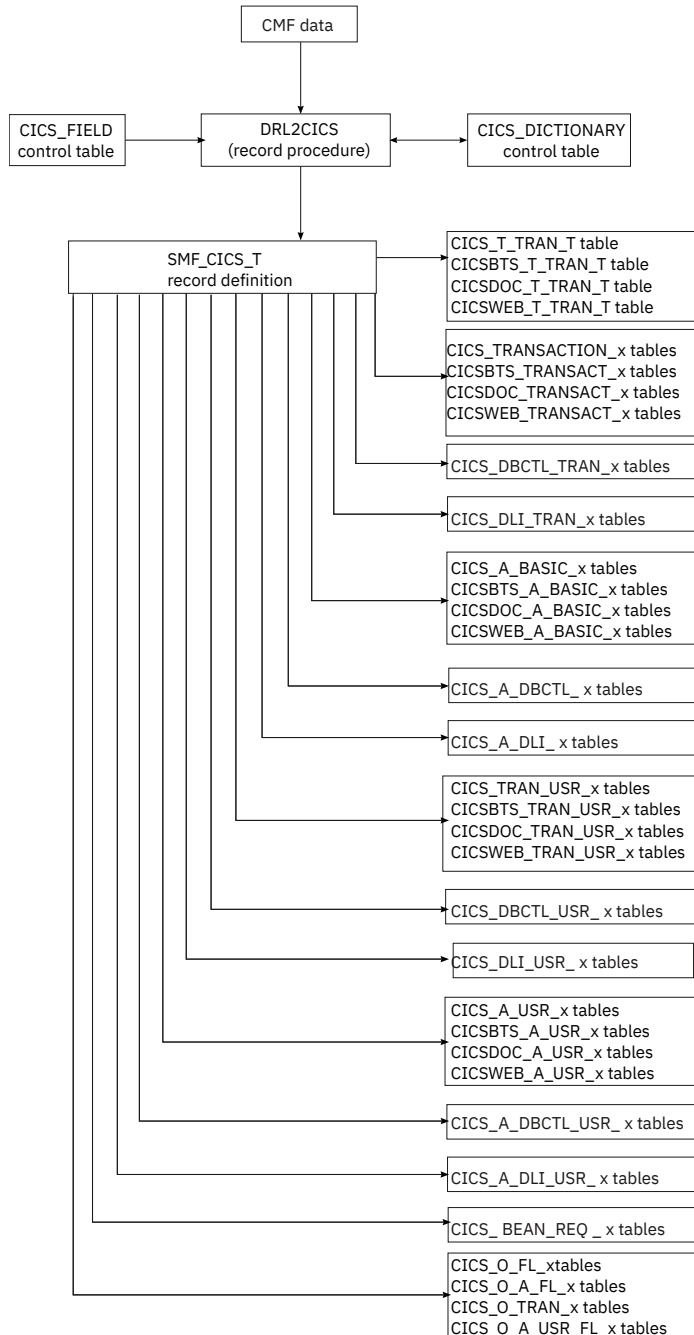 CMF data
CICS_FIELD
control table
DRL2CICS
(record procedure)
CICS_DICTIONARY
control table
SMF_CICS_T
record definition
CICS_T_TRAN_T table
CICSBTS_T_TRAN_T table
CICSDOC_T_TRAN_T table
CICSWEB_T_TRAN_T table
CICS_TRANSACTION_x tables
CICSBTS_TRANSACT_x tables
CICSDOC_TRANSACT_x tables
CICSWEB_TRANSACT_x tables
CICS_DBCTL_TRAN_x tables
CICS_DLI_TRAN_x tables
CICS_A_BASIC_x tables
CICSBTS_A_BASIC_x tables
CICSDOC_A_BASIC_x tables
CICSWEB_A_BASIC_x tables
CICS_A_DBCTL_ x tables
CICS_A_DLI_ x tables
CICS_TRAN_USR_x tables
CICSBTS_TRAN_USR_x tables
CICSDOC_TRAN_USR_x tables
CICSWEB_TRAN_USR_x tables
CICS_DBCTL_USR_ x tables
CICS_DLI_USR_ x tables
CICS_A_USR_x tables
CICSBTS_A_USR_x tables
CICSDOC_A_USR_x tables
CICSWEB_A_USR_x tables
CICS_A_DBCTL_USR_ x tables
CICS_A_DLI_USR_ x tables
CICS_ BEAN_REQ _ x tables
CICS_O_FL_xtables
CICS_O_A_FL_x tables
CICS_O_TRAN_x tables
CICS_O_A_USR_FL_x tables